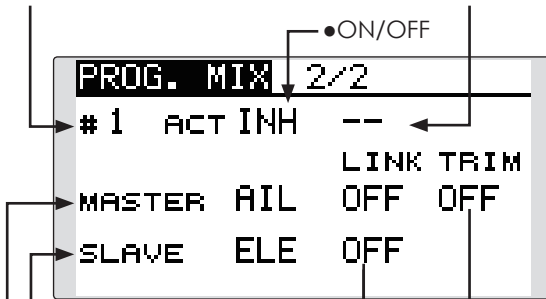 ●ON/OFF
PROG. MIX 2/2
#1 ACT INH --
LINK TRIM
MASTER AIL OFF OFF
SLAVE ELE OFF